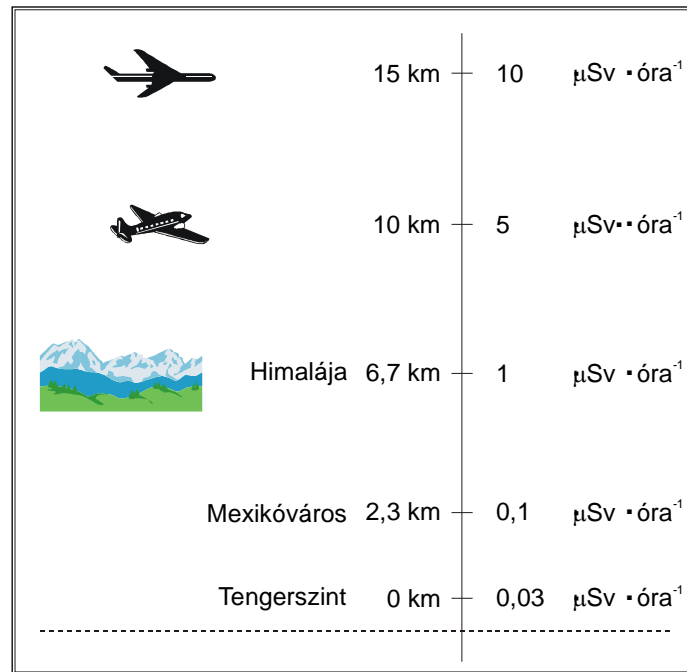 15 km 10 μSv · óra⁻¹
10 km 5 μSv·· óra⁻¹
Himalája 6,7 km 1 μSv · óra⁻¹
Mexikóváros 2,3 km 0,1 μSv · óra⁻¹
Tengerszint 0 km 0,03 μSv · óra⁻¹